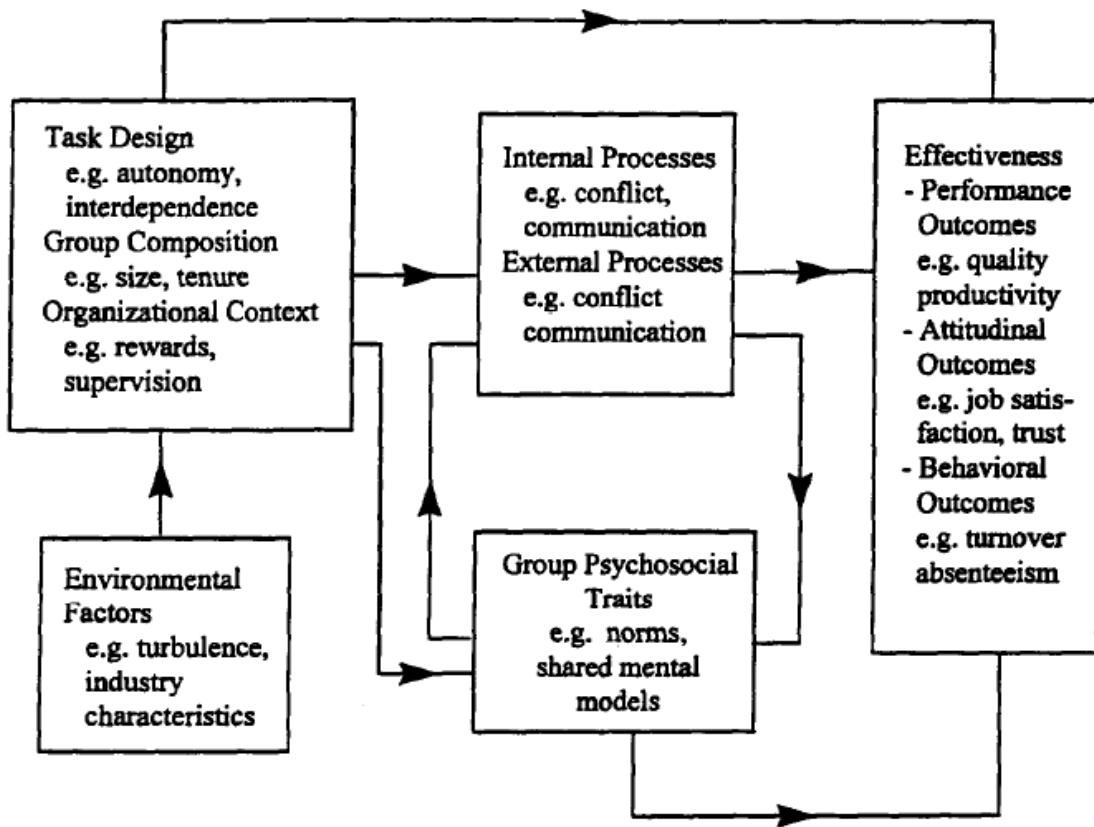 Task Design
e.g. autonomy,
interdependence
Group Composition
e.g. size, tenure
Organizational Context
e.g. rewards,
supervision
Environmental
Factors
e.g. turbulence,
industry
characteristics
Internal Processes
e.g. conflict,
communication
External Processes
e.g. conflict
communication
Group Psychosocial
Traits
e.g. norms,
shared mental
models
Effectiveness
- Performance
Outcomes
e.g. quality
productivity
- Attitudinal
Outcomes
e.g. job satis-
faction, trust
- Behavioral
Outcomes
e.g. turnover
absenteeism